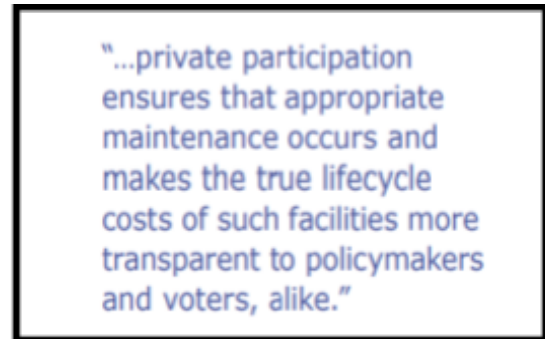 “...private participation
ensures that appropriate
maintenance occurs and
makes the true lifecycle
costs of such facilities more
transparent to policymakers
and voters, alike.”